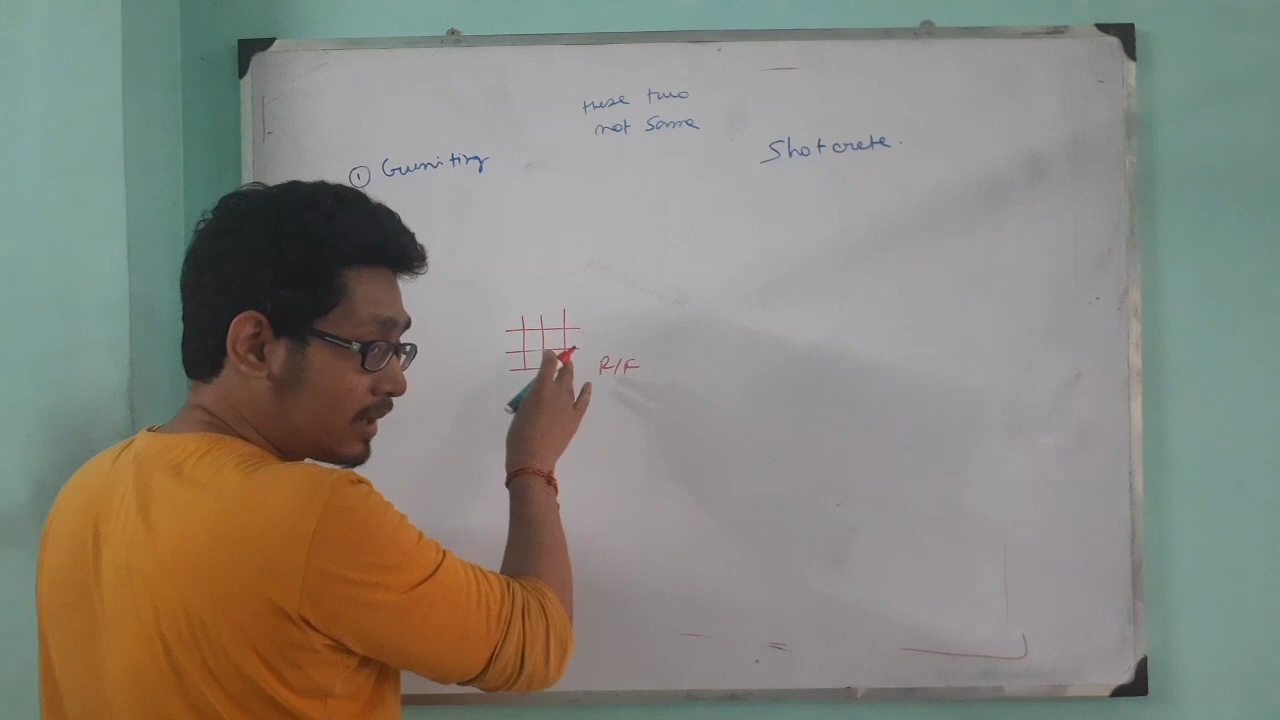 these two
not Same
① Guniting
Shotcrete.
R/F